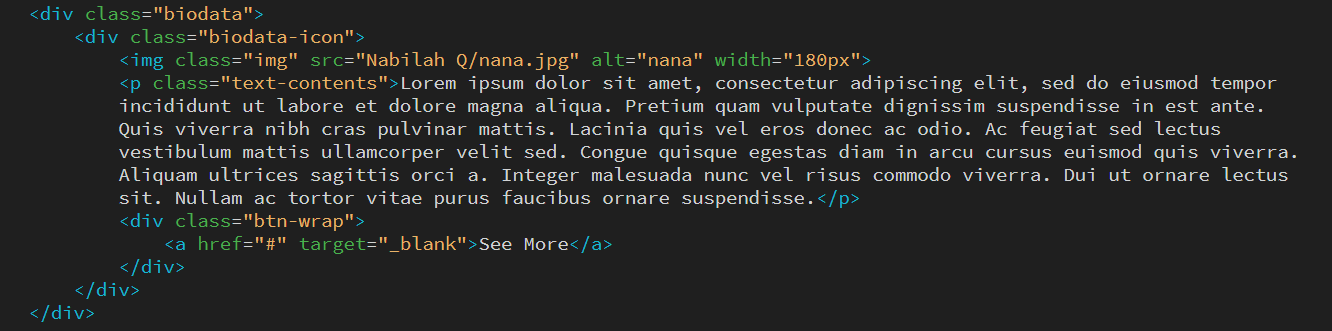 <div class="biodata">
<div class="biodata-icon">
<img class="img" src="Nabilah Q/nana.jpg" alt="nana" width="180px">
<p class="text-contents">Lorem ipsum dolor sit amet, consectetur adipiscing elit, sed do eiusmod tempor
incididunt ut labore et dolore magna aliqua. Pretium quam vulputate dignissim suspendisse in est ante.
Quis viverra nibh cras pulvinar mattis. Lacinia quis vel eros donec ac odio. Ac feugiat sed lectus
vestibulum mattis ullamcorper velit sed. Congue quisque egestas diam in arcu cursus euismod quis viverra.
Aliquam ultrices sagittis orci a. Integer malesuada nunc vel risus commodo viverra. Dui ut ornare lectus
sit. Nullam ac tortor vitae purus faucibus ornare suspendisse.</p>
<div class="btn-wrap">
<a href="#" target="_blank">See More</a>
</div>
</div>
</div>